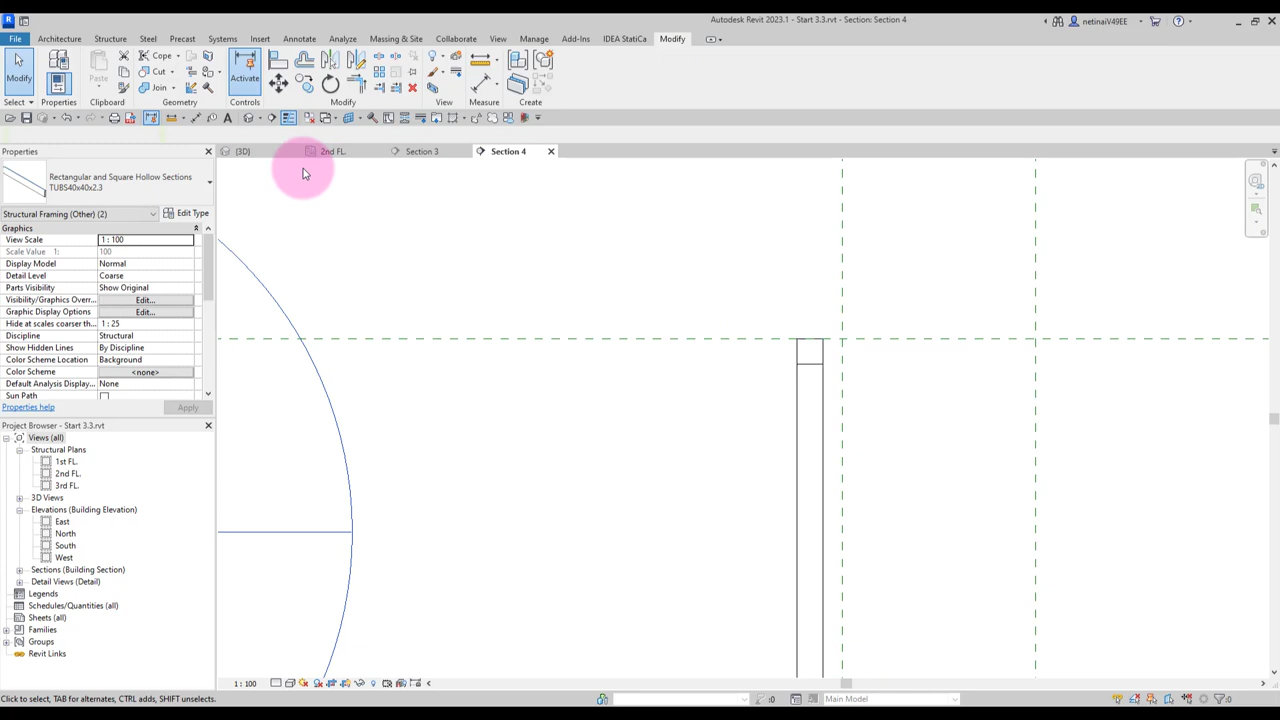 Autodesk Revit 2023.1 - Start 3.3.rvt - Section: Section 4
netinaiV49EE
File Architecture Structure Steel Precast Systems Insert Annotate Analyze Massing & Site Collaborate View Manage Add-Ins IDEA StatiCa Modify
Modify
Select
Properties
Paste
Clipboard
Cope
Cut
Join
Geometry
Activate
Controls
Modify
View
Measure
Create
Properties
{3D}
2nd FL.
Section 3
Section 4
Rectangular and Square Hollow Sections
TUBS40x40x2.3
Structural Framing (Other) (2) Edit Type
Graphics
View Scale 1 : 100
Scale Value 1: 100
Display Model Normal
Detail Level Coarse
Parts Visibility Show Original
Visibility/Graphics Over... Edit...
Graphic Display Options Edit...
Hide at scales coarser th... 1 : 25
Discipline Structural
Show Hidden Lines By Discipline
Color Scheme Location Background
Color Scheme <none>
Default Analysis Display... None
Sun Path
Properties help Apply
Project Browser - Start 3.3.rvt
Views (all)
Structural Plans
1st FL.
2nd FL.
3rd FL.
3D Views
Elevations (Building Elevation)
East
North
South
West
Sections (Building Section)
Detail Views (Detail)
Legends
Schedules/Quantities (all)
Sheets (all)
Families
Groups
Revit Links
1 : 100
Click to select, TAB for alternates, CTRL adds, SHIFT unselects.
:0
Main Model
:0